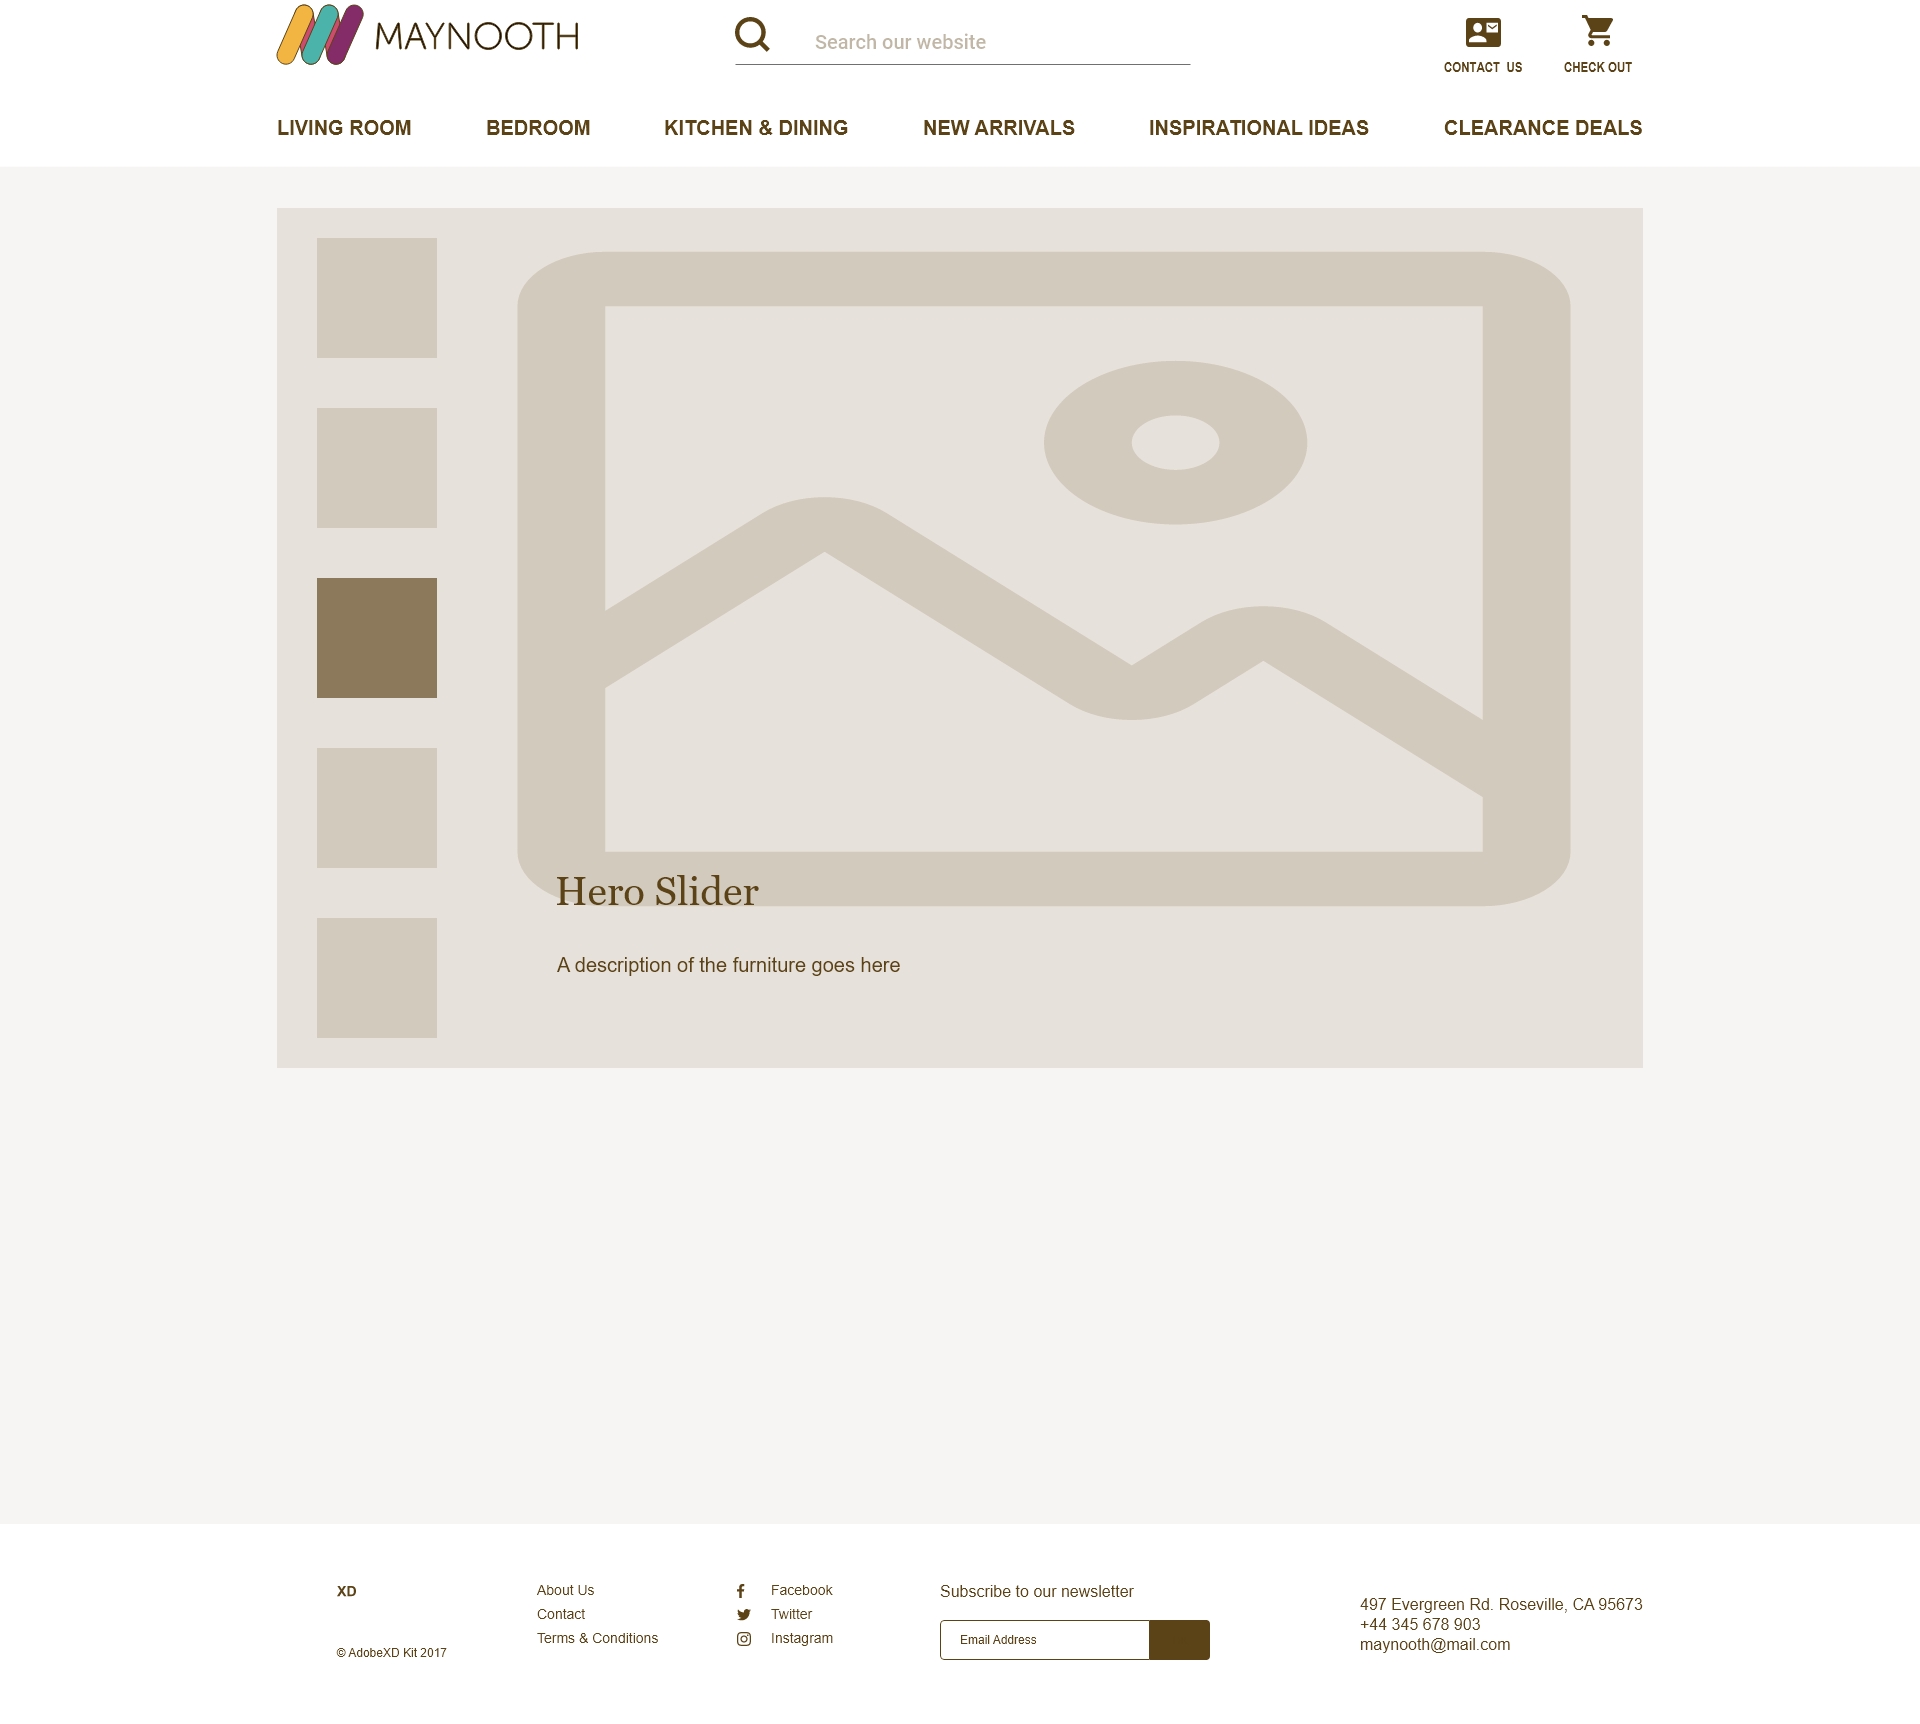 MAYNOOTH
Search our website
CONTACT US
CHECK OUT
LIVING ROOM
BEDROOM
KITCHEN & DINING
NEW ARRIVALS
INSPIRATIONAL IDEAS
CLEARANCE DEALS
Hero Slider
A description of the furniture goes here
XD
© AdobeXD Kit 2017
About Us
Contact
Terms & Conditions
Facebook
Twitter
Instagram
Subscribe to our newsletter
Email Address
497 Evergreen Rd. Roseville, CA 95673
+44 345 678 903
maynooth@mail.com